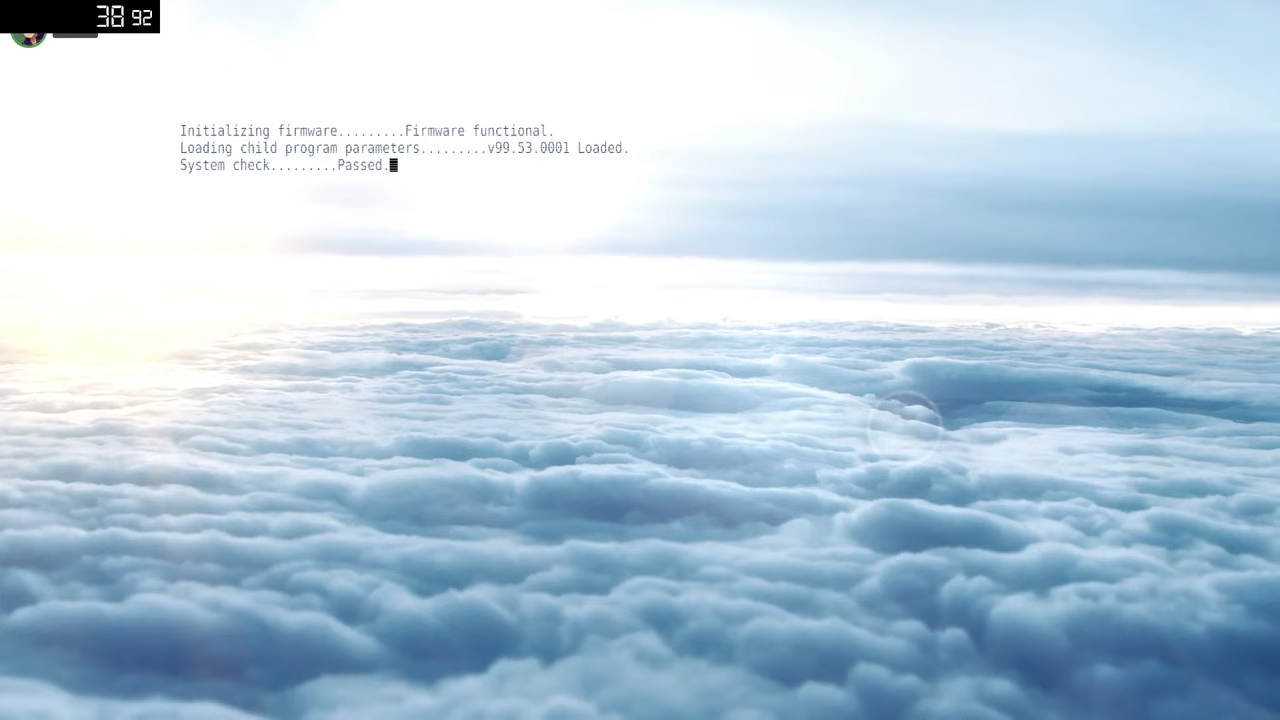 38 92
Initializing firmware.........Firmware functional.
Loading child program parameters.........v99.53.0001 Loaded.
System check.........Passed.